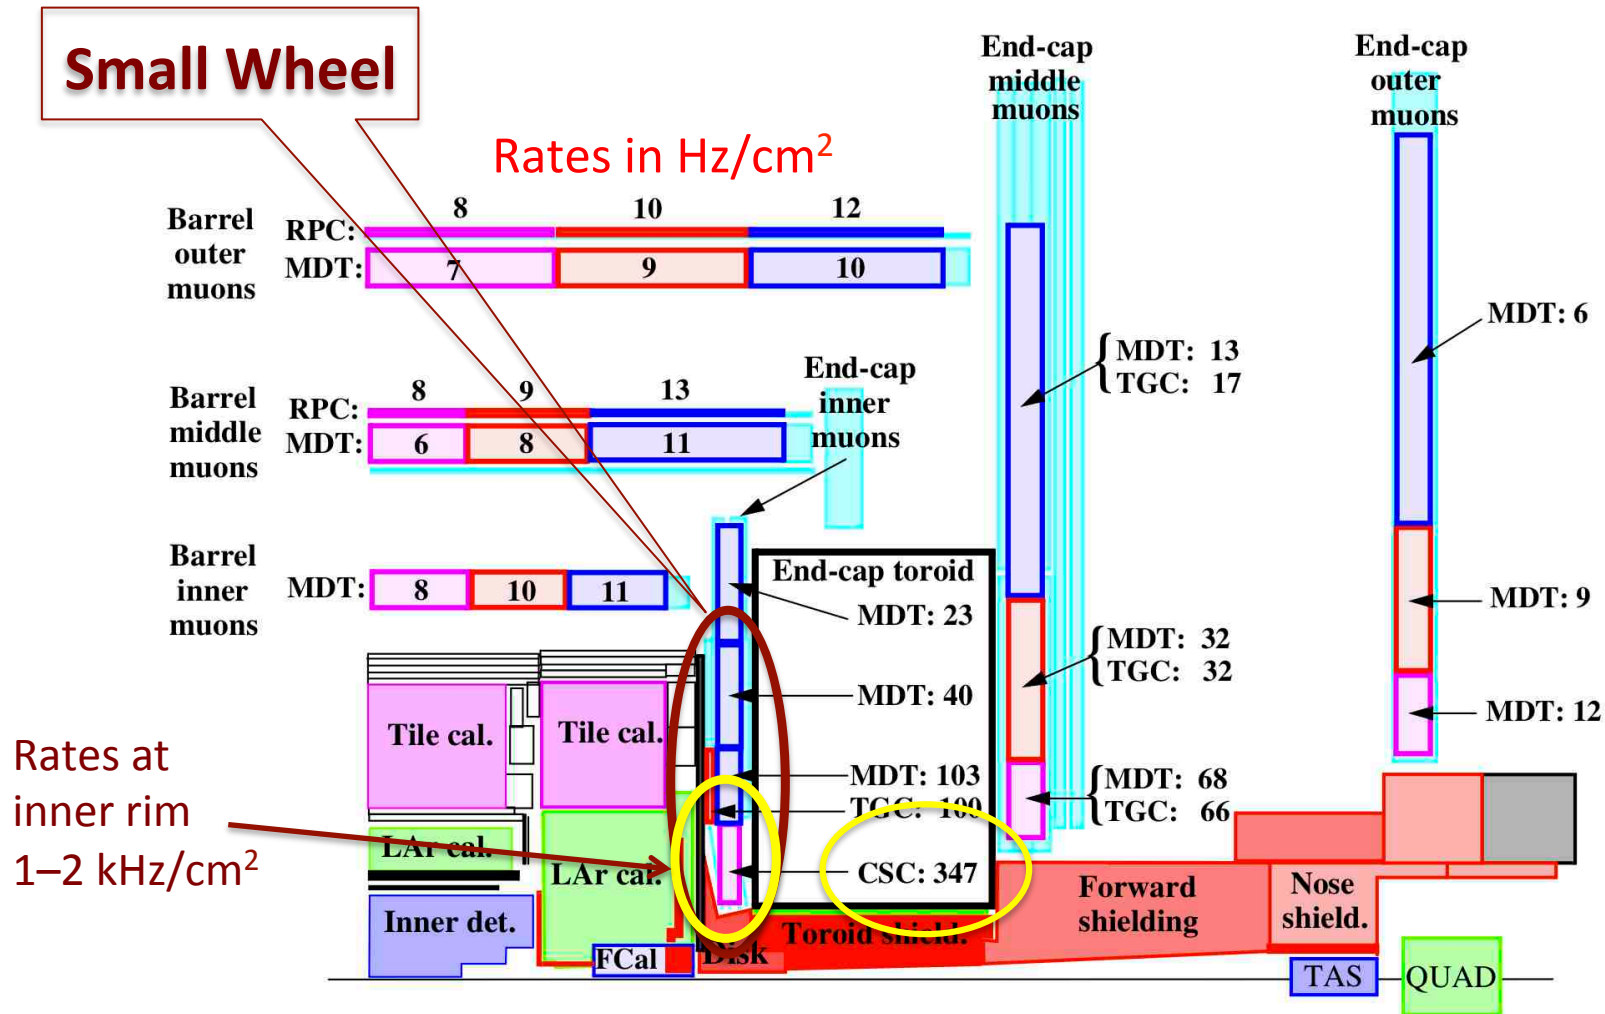 Small Wheel
End-cap
middle
muons
End-cap
outer
muons
Rates in Hz/cm²
Barrel
outer
muons
8 10 12
RPC:
MDT: 7 9 10
MDT: 6
MDT: 13
TGC: 17
End-cap
inner
muons
Barrel
middle
muons
8 9 13
RPC:
MDT: 6 8 11
Barrel
inner
muons
MDT: 8 10 11
End-cap toroid
MDT: 23
MDT: 40
MDT: 103
TGC: 100
CSC: 347
MDT: 32
TGC: 32
MDT: 9
MDT: 12
MDT: 68
TGC: 66
Tile cal.
Tile cal.
Rates at
inner rim
1–2 kHz/cm²
LAr cal.
LAr cal.
Inner det.
FCal
Disk
Toroid shield.
Forward
shielding
Nose
shield.
TAS
QUAD